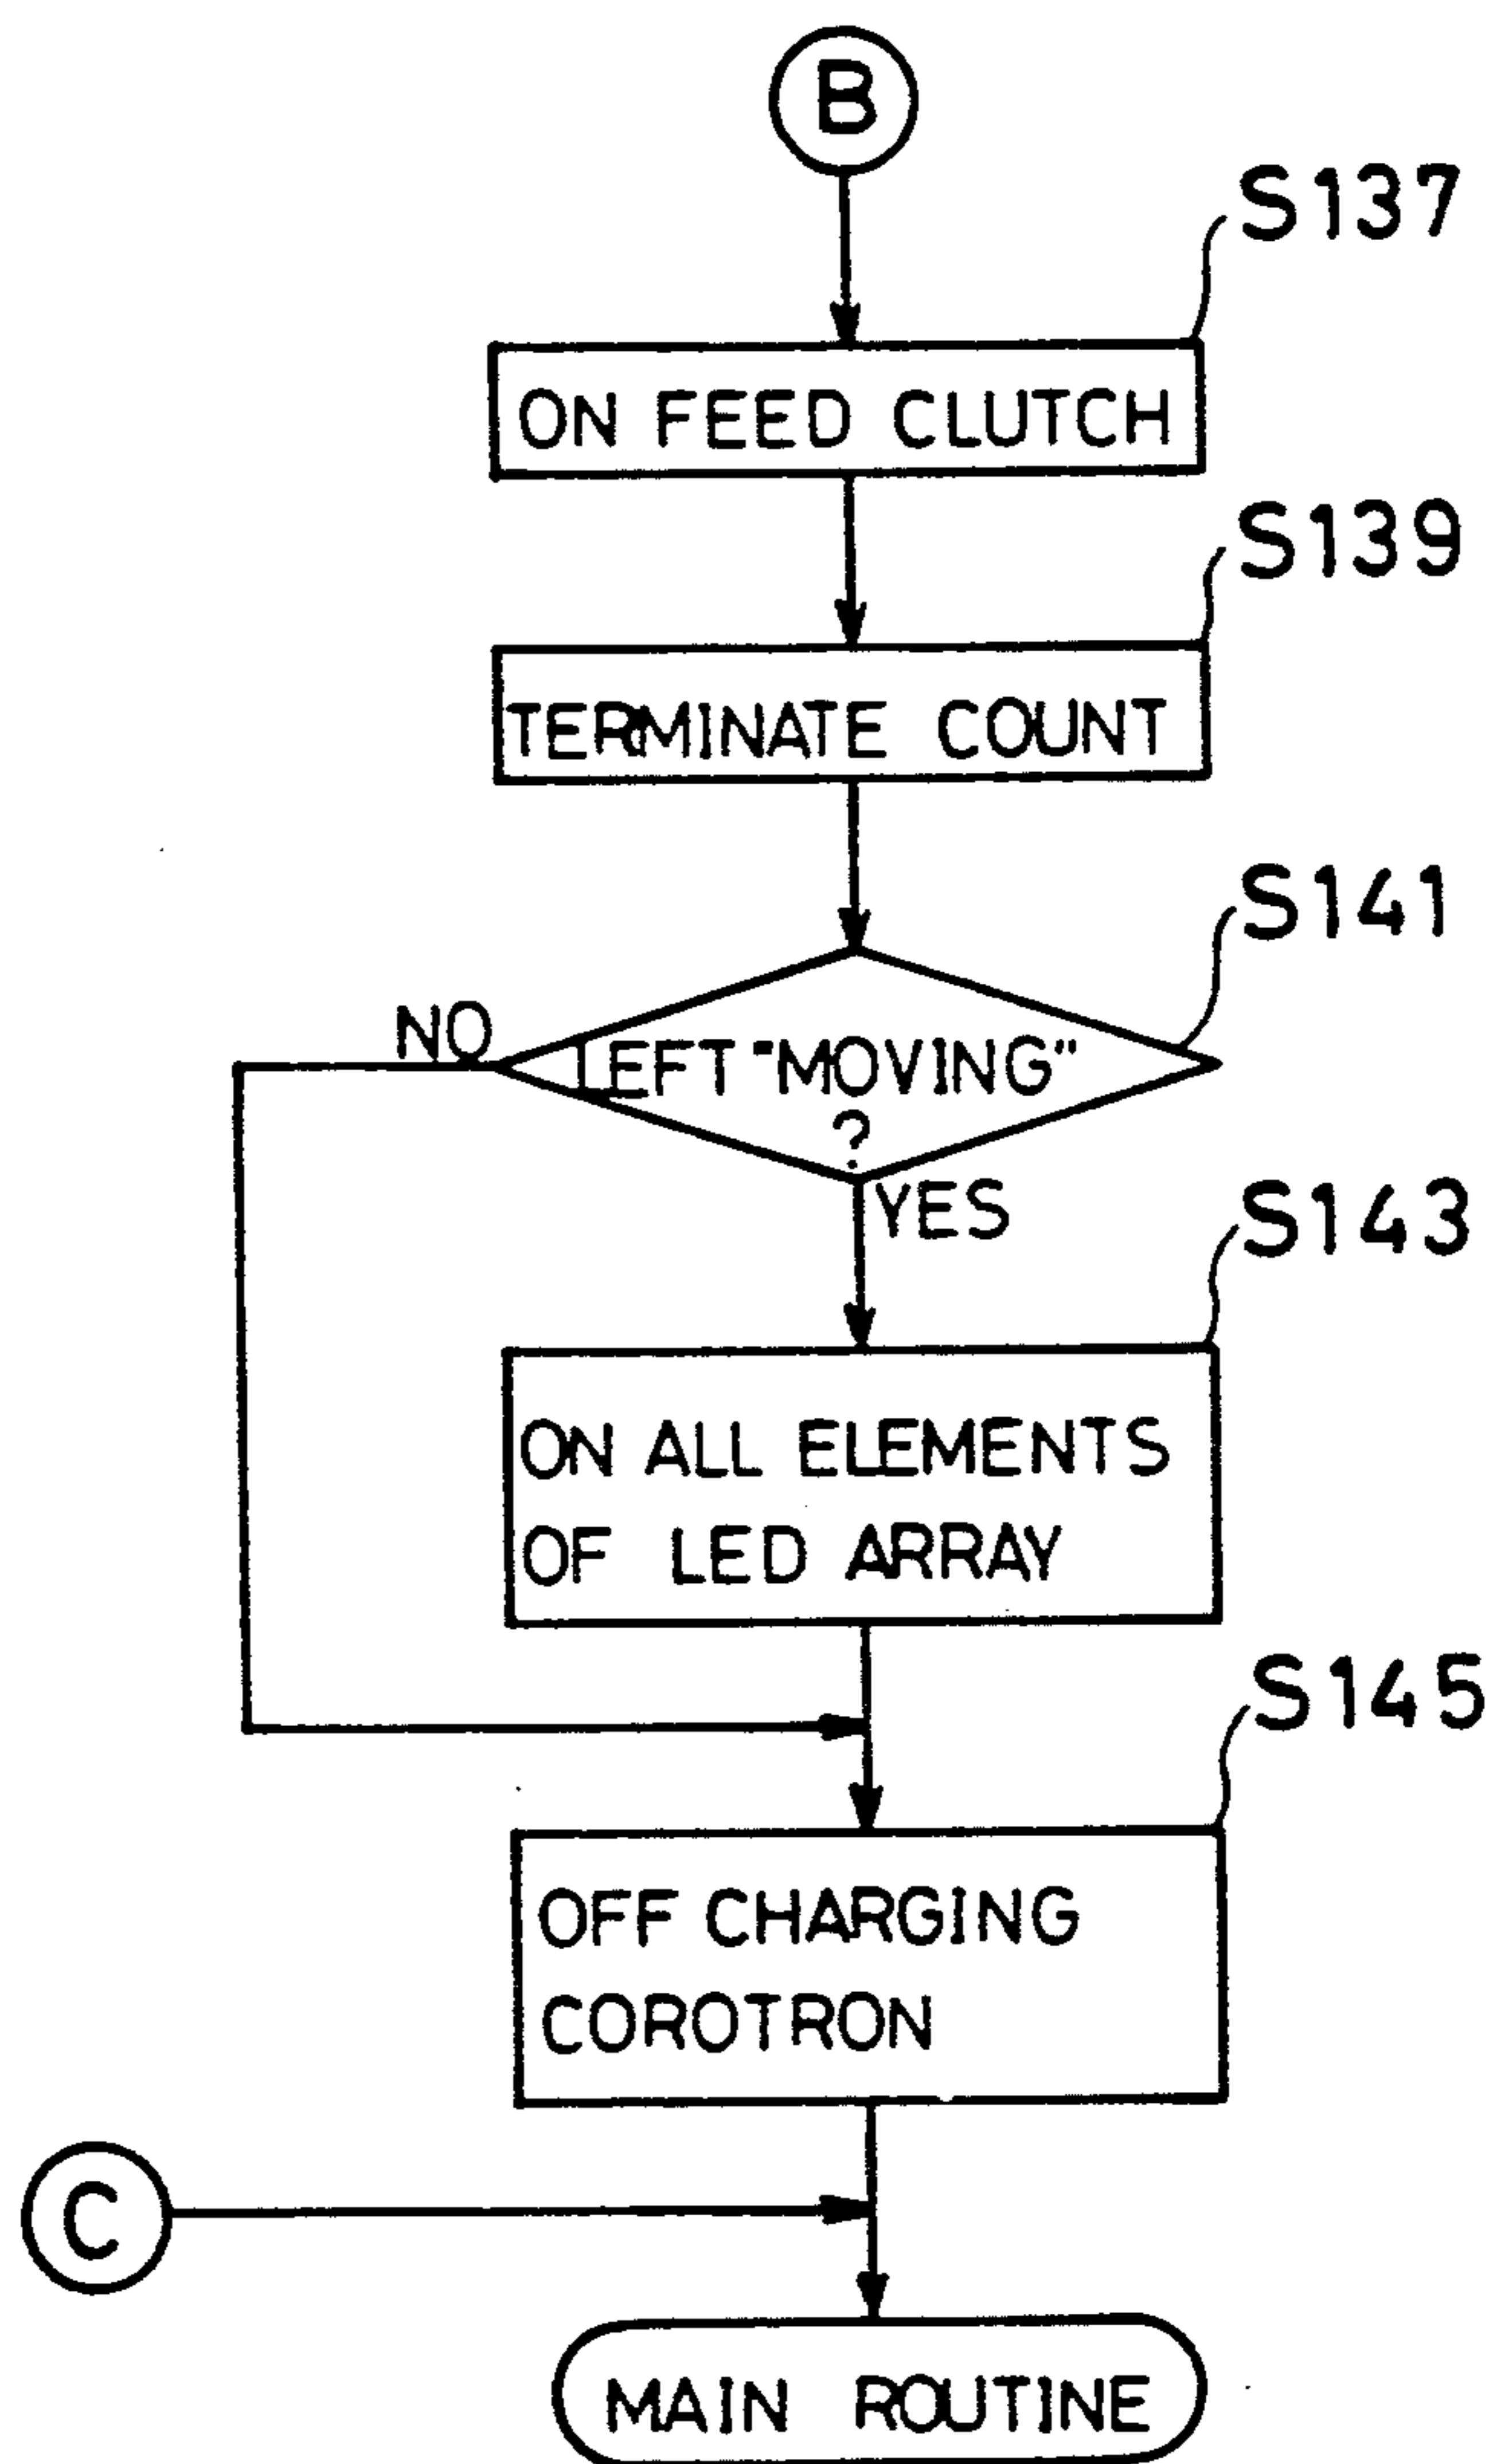 B
S137
ON FEED CLUTCH
S139
TERMINATE COUNT
S141
NO
LEFT "MOVING"
?
YES
S143
ON ALL ELEMENTS
OF LED ARRAY
S145
OFF CHARGING
COROTRON
C
MAIN ROUTINE